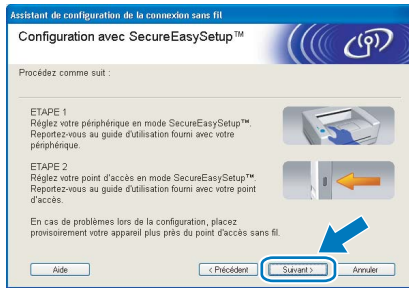 Assistant de configuration de la connexion sans fil
Configuration avec SecureEasySetup™
Procédez comme suit :
ETAPE 1
Réglez votre périphérique en mode SecureEasySetup™.
Reportez-vous au guide d'utilisation fourni avec votre
périphérique.
ETAPE 2
Réglez votre point d'accès en mode SecureEasySetup™.
Reportez-vous au guide d'utilisation fourni avec votre point
d'accès.
En cas de problèmes lors de la configuration, placez
provisoirement votre appareil plus près du point d'accès sans fil.
Aide
< Précédent
Suivant >
Annuler